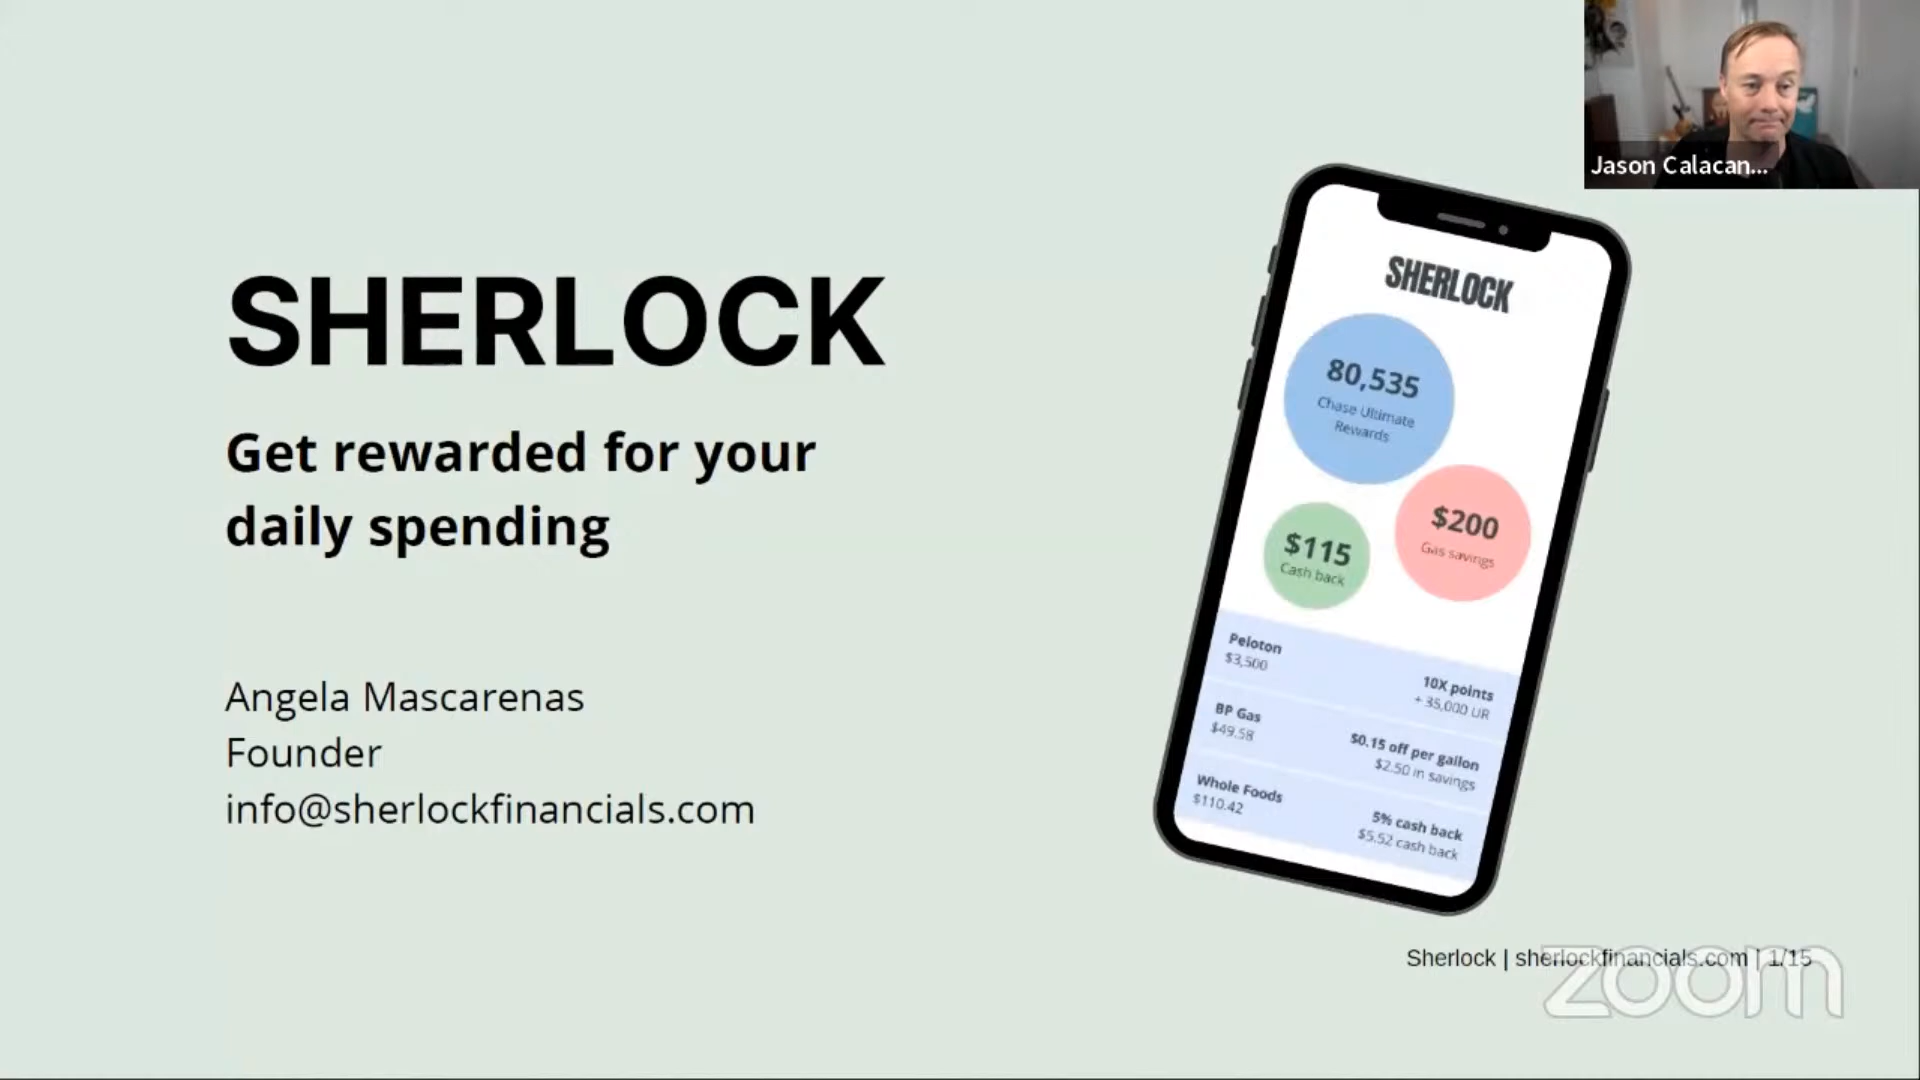 Jason Calacan...
SHERLOCK
Get rewarded for your
daily spending
Angela Mascarenas
Founder
info@sherlockfinancials.com
SHERLOCK
80,535
Chase Ultimate
Rewards
$200
Gas savings
$115
Cash back
Peloton
$3,500
10X points
+ 35,000 UR
BP Gas
$49.58
$0.15 off per gallon
$2.50 in savings
Whole Foods
$110.42
5% cash back
$5.52 cash back
Sherlock | sherlockfinancials.com | 1/15
zoom